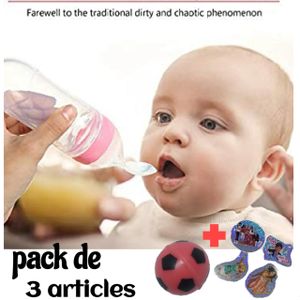 Farewell to the traditional dirty and chaotic phenomenon
pack de
3 articles